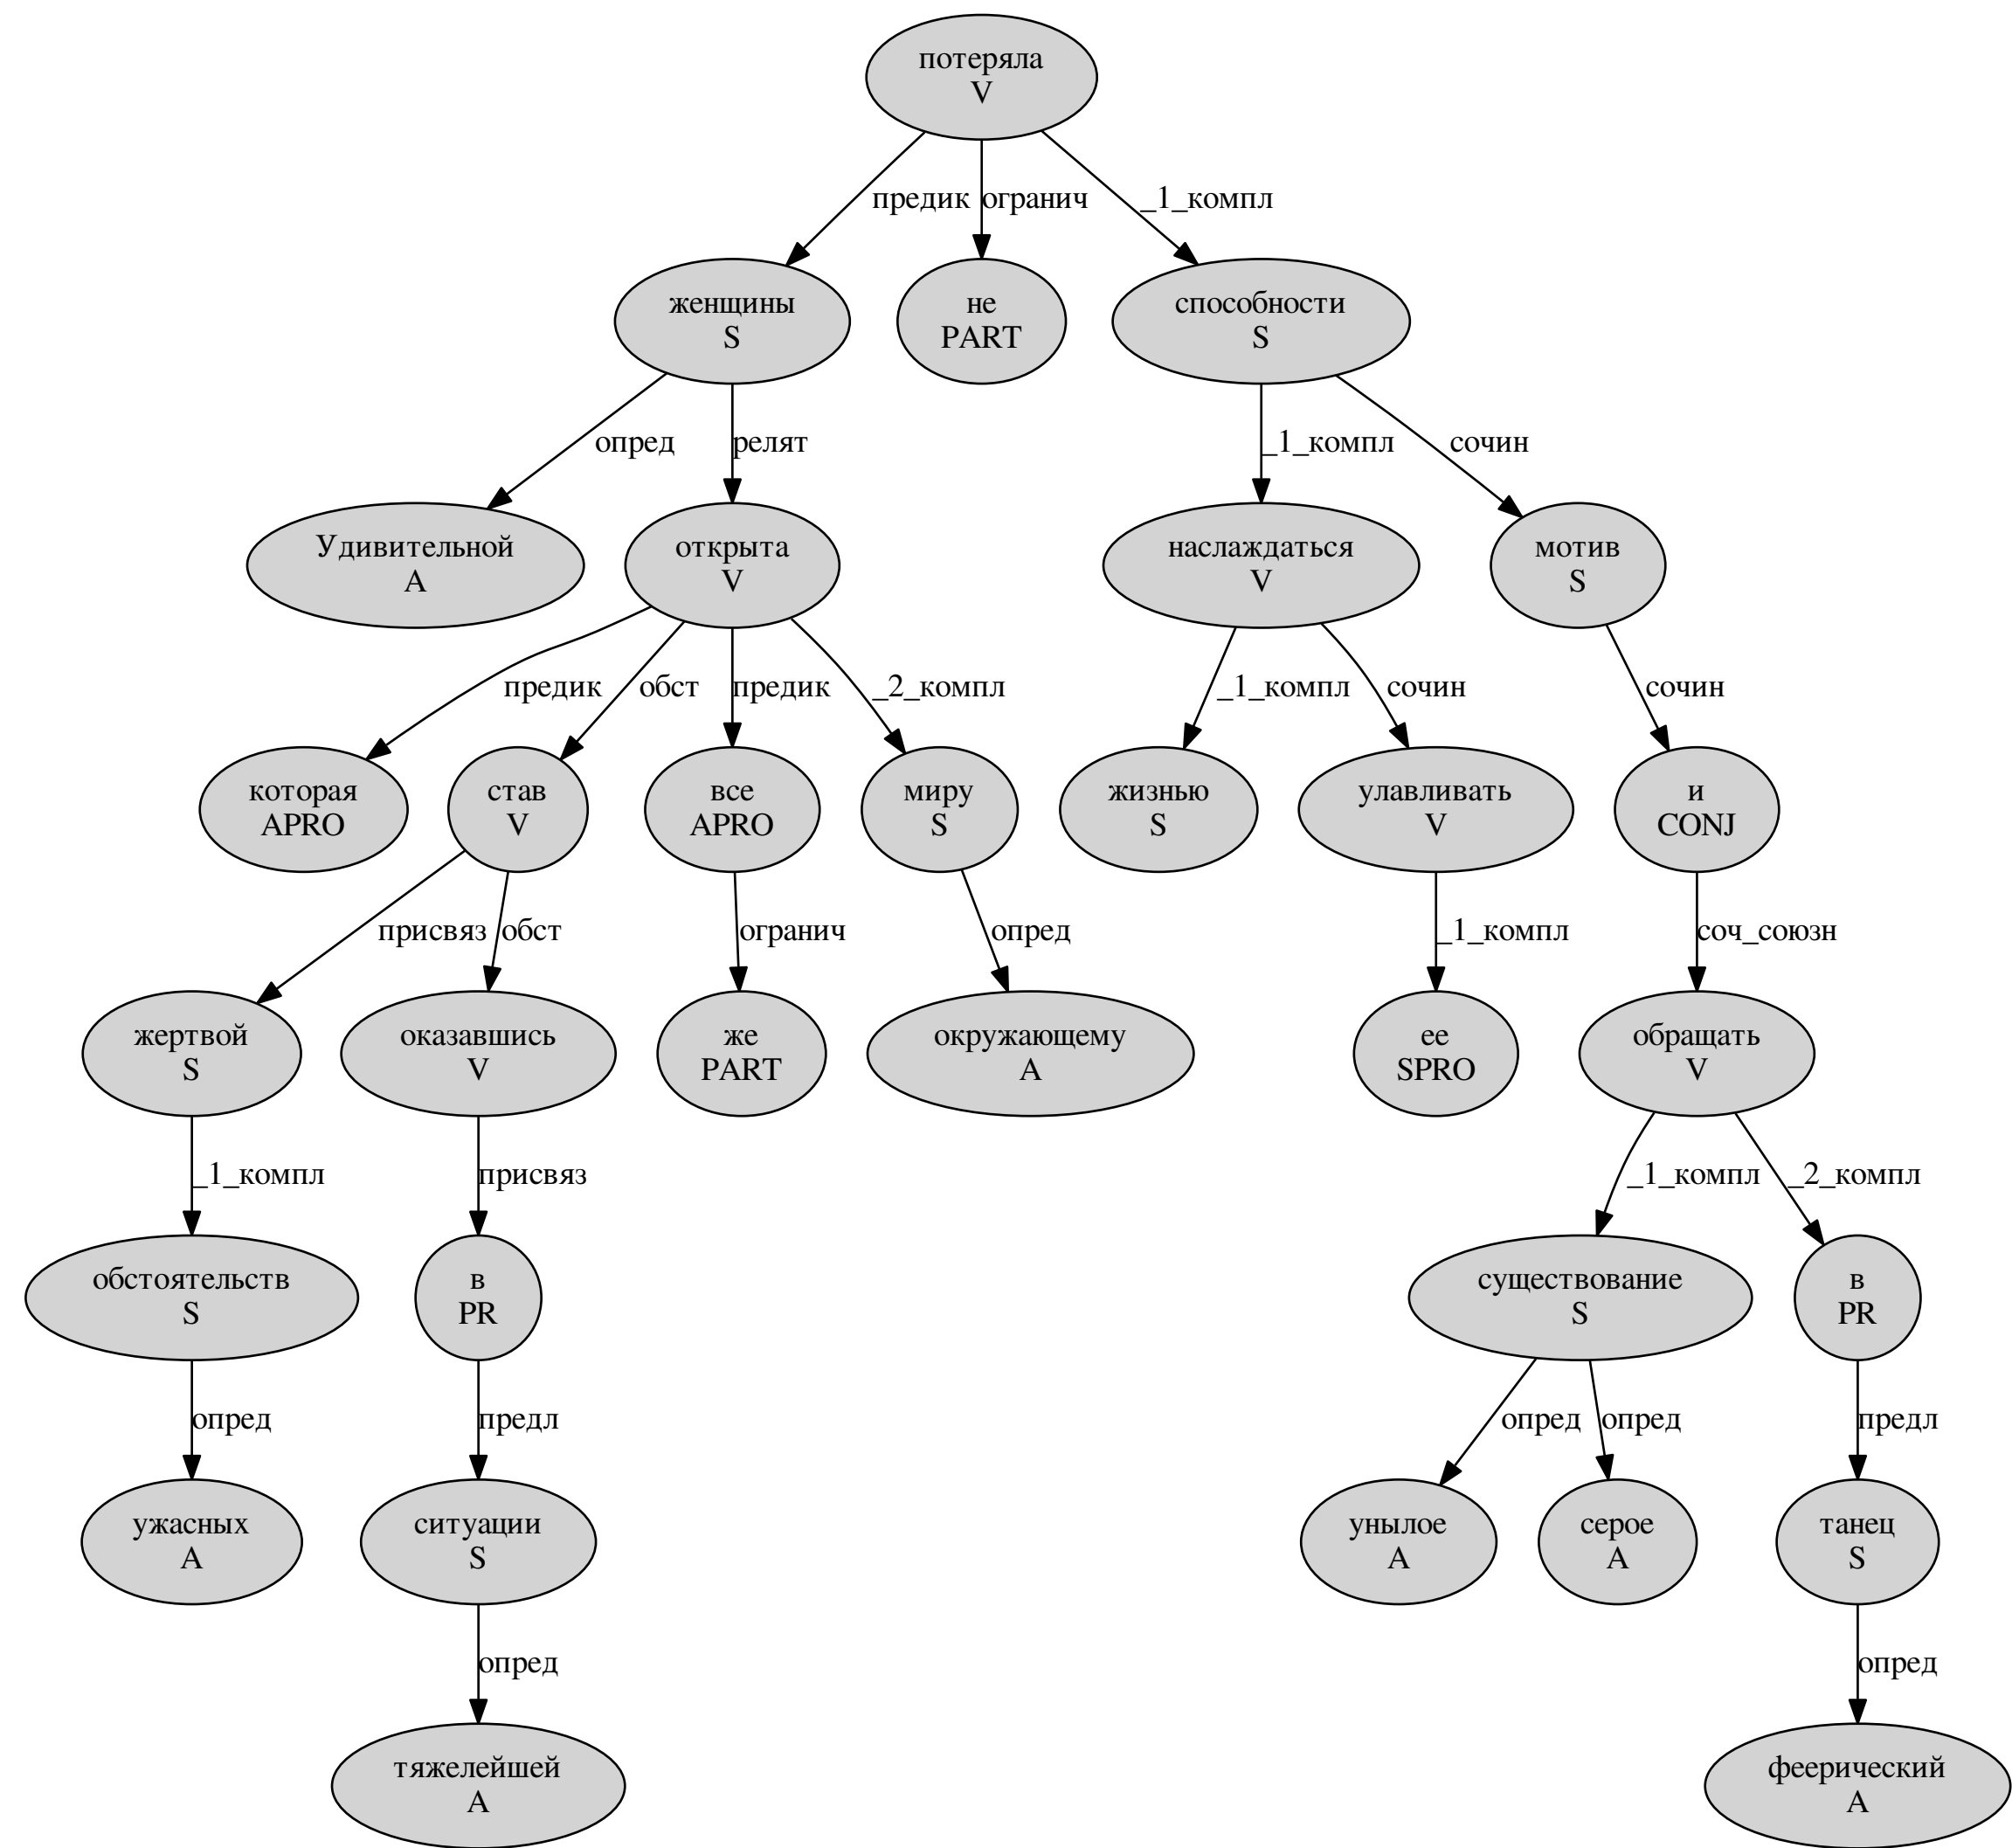 потеряла
V
предик огранич _1_компл
женщины
S
не
PART
способности
S
опред релят _1_компл сочин
Удивительной
A
открыта
V
наслаждаться
V
мотив
S
предик обст предик _2_компл _1_компл сочин сочин
которая
APRO
став
V
все
APRO
миру
S
жизнью
S
улавливать
V
и
CONJ
присвяз обст огранич опред _1_компл соч_союзн
жертвой
S
оказавшись
V
же
PART
окружающему
A
ее
SPRO
обращать
V
_1_компл присвяз _1_компл _2_компл
обстоятельств
S
в
PR
существование
S
в
PR
опред предл опред опред предл
ужасных
A
ситуации
S
унылое
A
серое
A
танец
S
опред опред
тяжелейшей
A
феерический
A